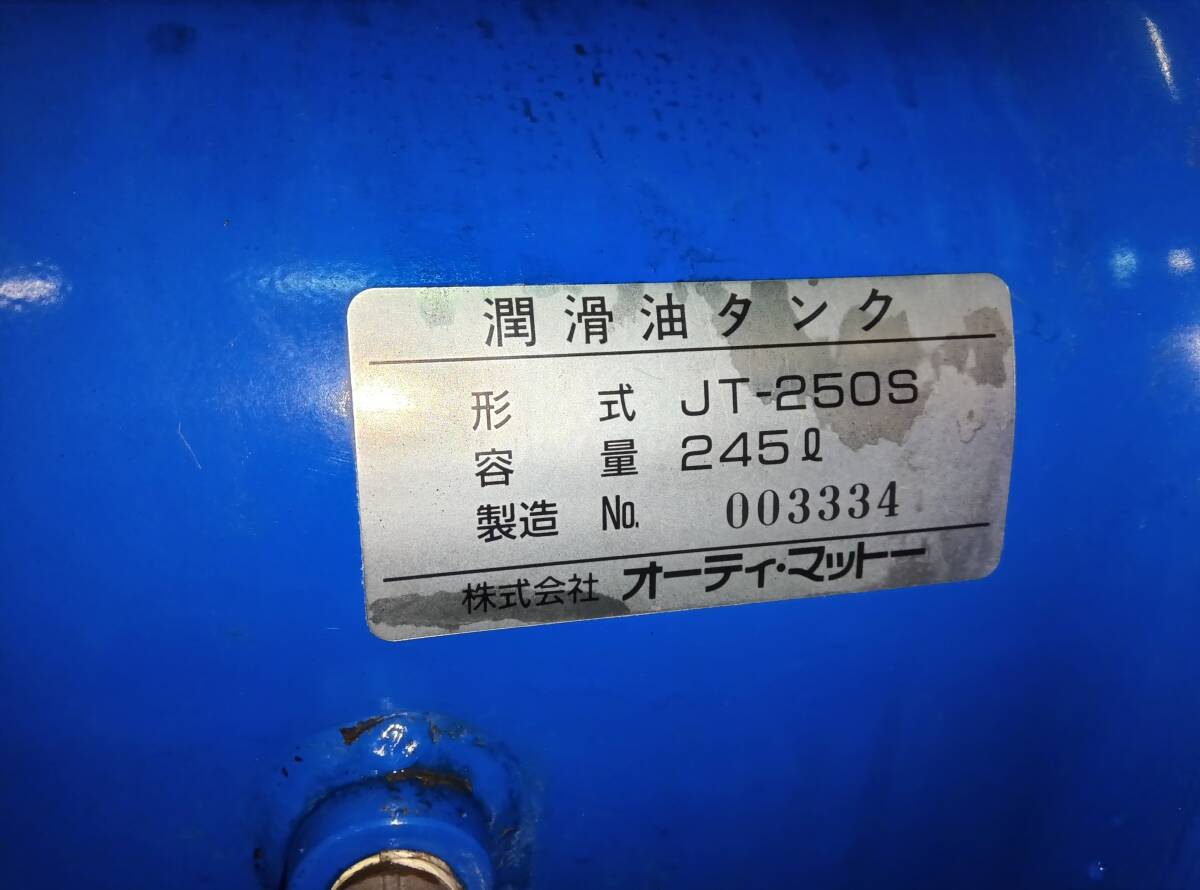 潤滑油タンク
形式 JT-250S
容量 245ℓ
製造 No. 003334
株式会社 オーティ・マットー